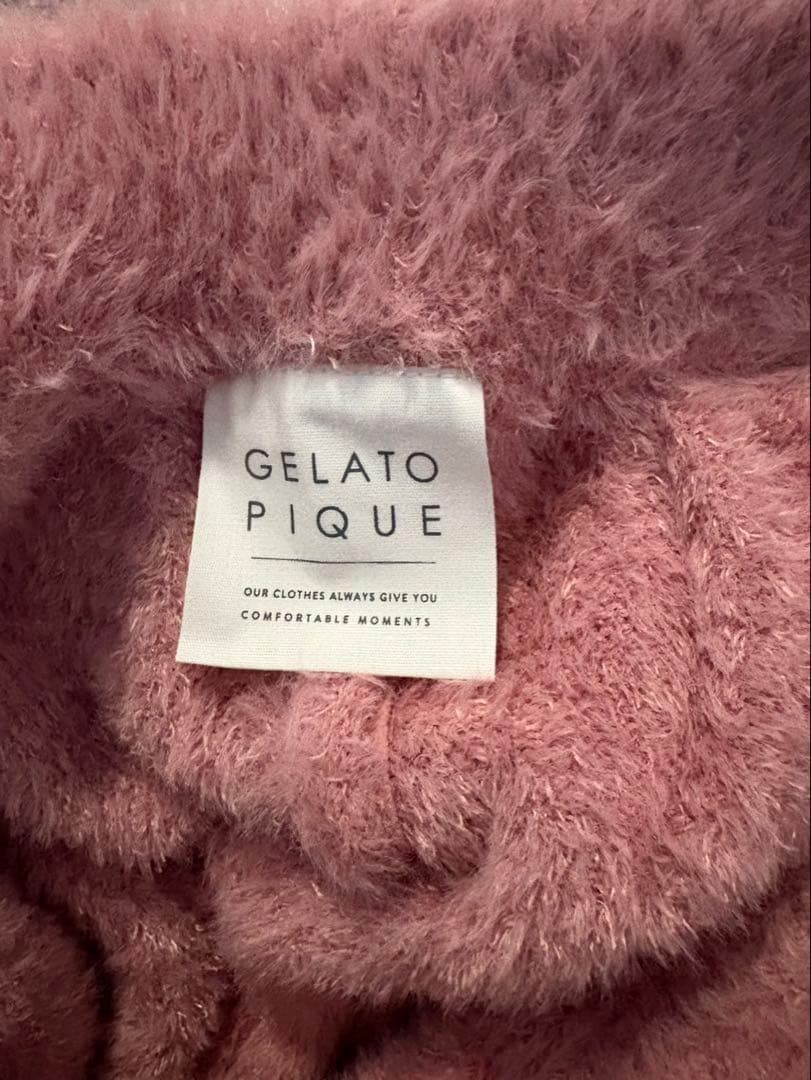 GELATO
PIQUE
OUR CLOTHES ALWAYS GIVE YOU
COMFORTABLE MOMENTS